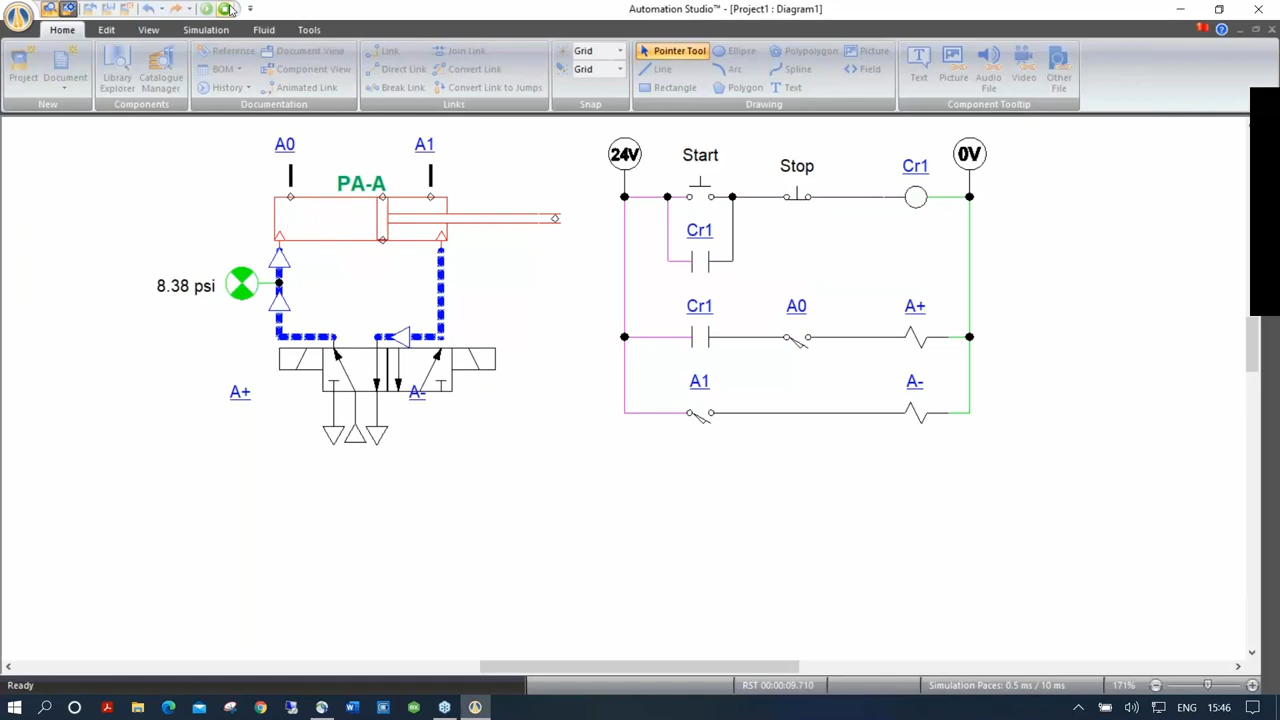 Automation Studio™ - [Project1 : Diagram1]
Home Edit View Simulation Fluid Tools
Project Document
New
Library Explorer
Catalogue Manager
Components
Reference Document View
BOM Component View
History Animated Link
Documentation
Link Join Link
Direct Link Convert Link
Break Link Convert Link to Jumps
Links
Grid
Grid
Snap
Pointer Tool Ellipse Polypolygon Picture
Line Arc Spline Field
Rectangle Polygon Text
Drawing
Text Picture Audio File Video Other File
Component Tooltip
A0
A1
PA-A
8.38 psi
A+
A-
24V
Start
Stop
Cr1
0V
Cr1
Cr1
A0
A+
A1
A-
Ready
RST 00:00:09.710
Simulation Paces: 0.5 ms / 10 ms
171%
ENG 15:46